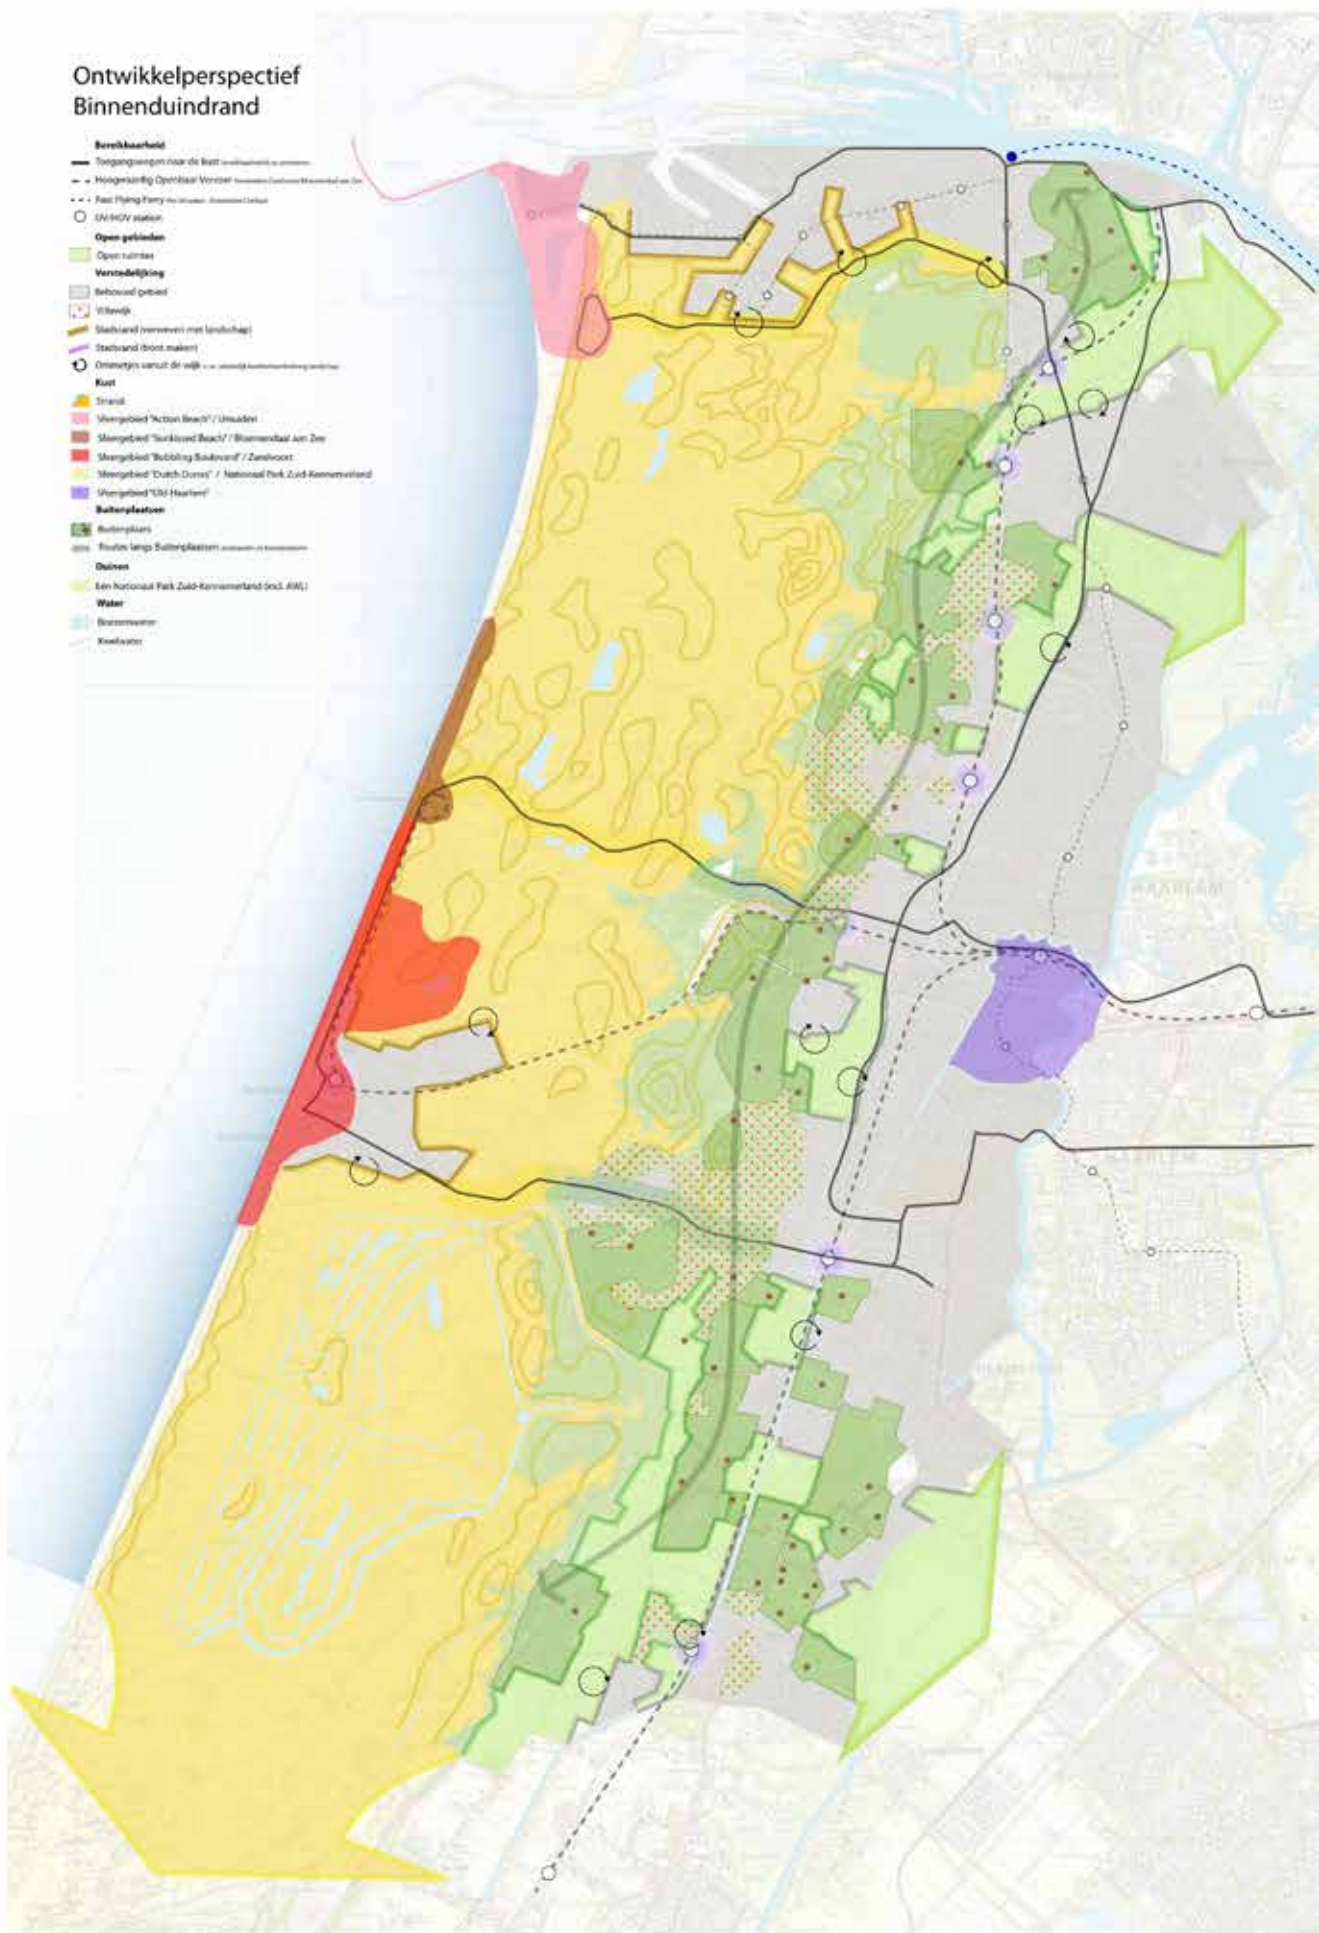 Ontwikkelperspectief
Binnenduindrand
Bereikbaarheid
Toegangswegen naar de kust
Hoogwaardig Openbaar Vervoer
Fast Flying Ferry
OV/HOV station
Open gebieden
Open ruimtes
Verstedelijking
Bebouwd gebied
Villawijk
Stadsrand (verweven met landschap)
Stadsrand (front maken)
Ommetjes vanuit de wijk
Kust
Strand
Sfeergebied "Action Beach" / IJmuiden
Sfeergebied "Sunkissed Beach" / Bloemendaal aan Zee
Sfeergebied "Bubbling Boulevard" / Zandvoort
Sfeergebied "Dutch Dunes" / Nationaal Park Zuid-Kennemerland
Sfeergebied "Old Haarlem"
Buitenplaatsen
Buitenplaats
Routes langs Buitenplaatsen
Duinen
Eén Nationaal Park Zuid-Kennemerland (incl. AWL)
Water
Boezemwater
Kwelwater
HAARLEM
HAARLEM